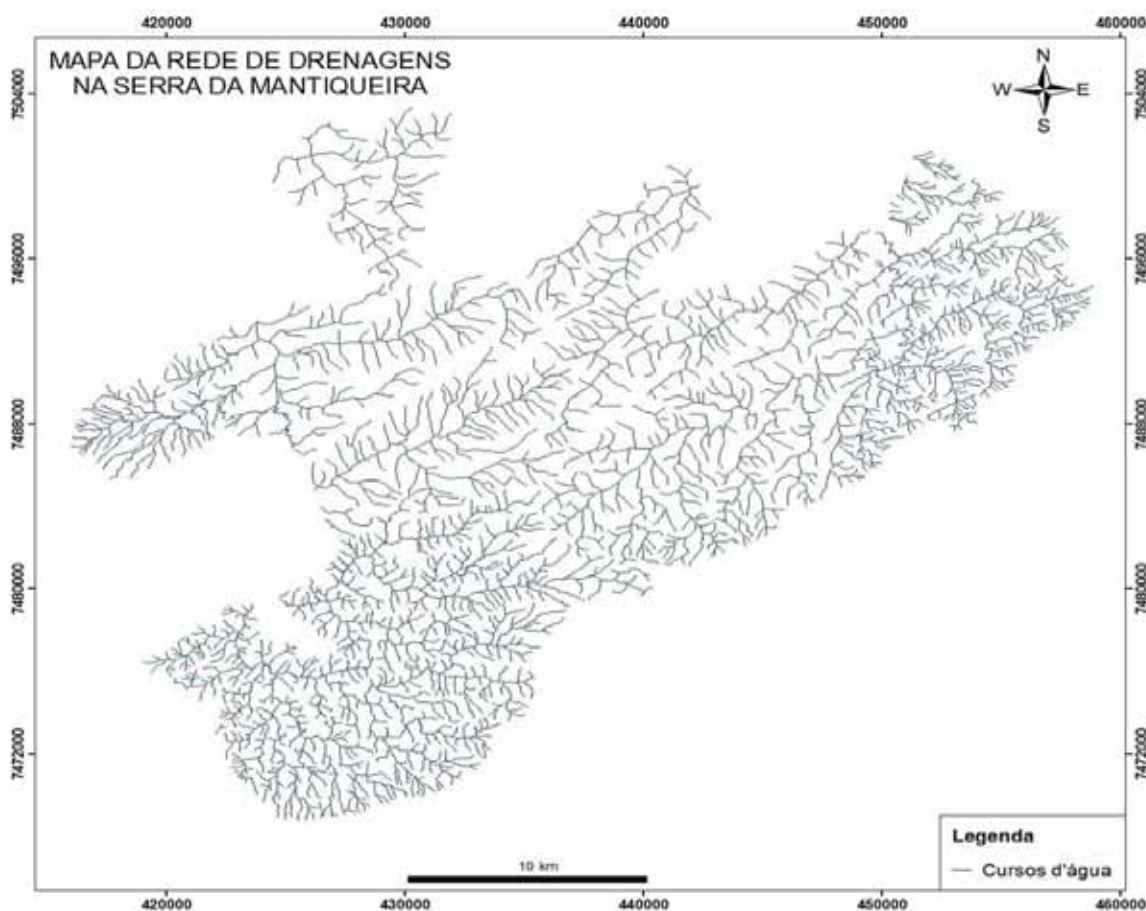 420000 430000 440000 450000 460000
MAPA DA REDE DE DRENAGENS
NA SERRA DA MANTIQUEIRA
N
W E
S
7504000 7504000
7496000 7496000
7488000 7488000
7480000 7480000
7472000 7472000
Legenda
Cursos d'água
10 km
420000 430000 440000 450000 460000